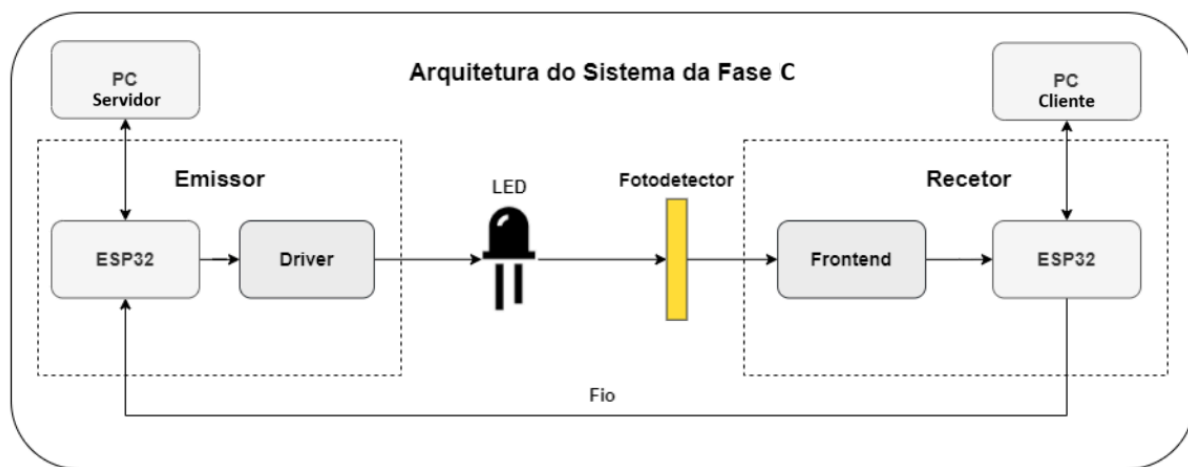 Arquitetura do Sistema da Fase C
PC
Servidor
PC
Cliente
Emissor
LED
Fotodetector
Recetor
ESP32
Driver
Frontend
ESP32
Fio